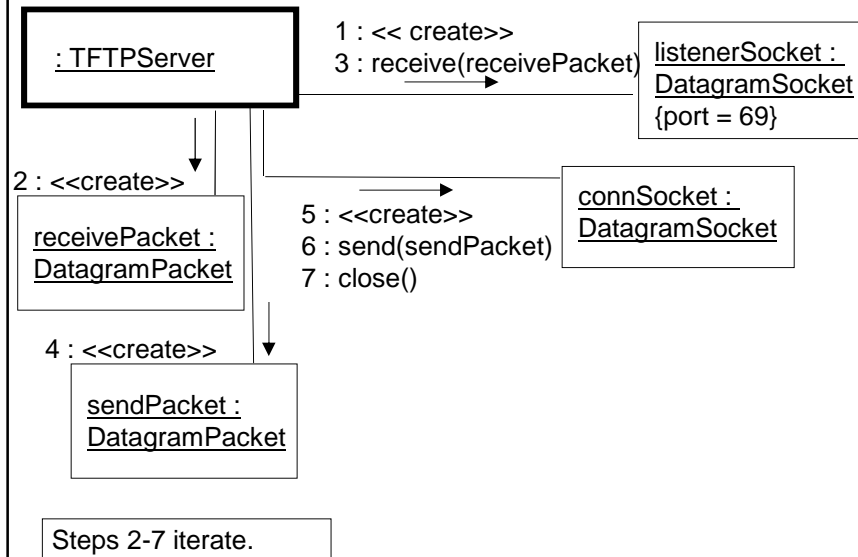 : TFTPServer
1 : << create>>
3 : receive(receivePacket)
listenerSocket :
DatagramSocket
{port = 69}
2 : <<create>>
receivePacket :
DatagramPacket
5 : <<create>>
6 : send(sendPacket)
7 : close()
connSocket :
DatagramSocket
4 : <<create>>
sendPacket :
DatagramPacket
Steps 2-7 iterate.